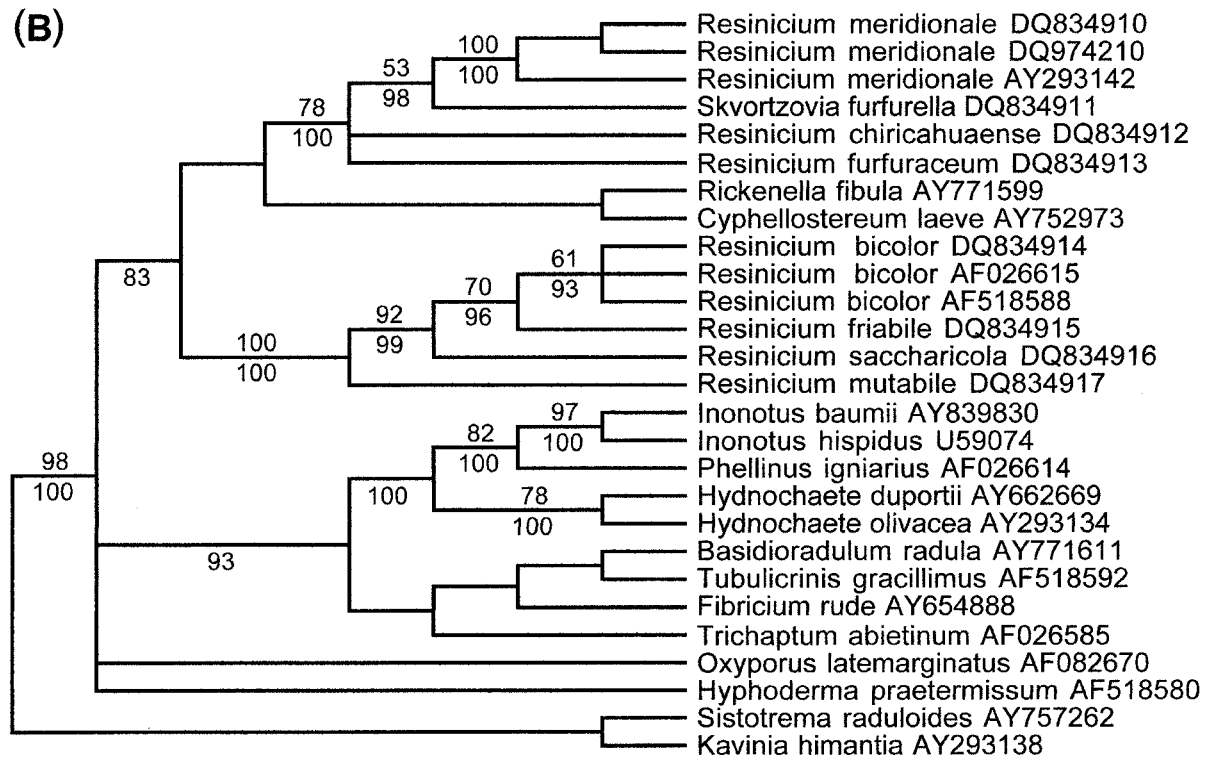 (B)
Resinicium meridionale DQ834910
Resinicium meridionale DQ974210
Resinicium meridionale AY293142
Skvortzovia furfurella DQ834911
Resinicium chiricahuaense DQ834912
Resinicium furfuraceum DQ834913
Rickenella fibula AY771599
Cyphellostereum laeve AY752973
Resinicium bicolor DQ834914
Resinicium bicolor AF026615
Resinicium bicolor AF518588
Resinicium friabile DQ834915
Resinicium saccharicola DQ834916
Resinicium mutabile DQ834917
Inonotus baumii AY839830
Inonotus hispidus U59074
Phellinus igniarius AF026614
Hydnochaete duportii AY662669
Hydnochaete olivacea AY293134
Basidioradulum radula AY771611
Tubulicrinis gracillimus AF518592
Fibricium rude AY654888
Trichaptum abietinum AF026585
Oxyporus latemarginatus AF082670
Hyphoderma praetermissum AF518580
Sistotrema raduloides AY757262
Kavinia himantia AY293138
100
100
53
98
78
100
83
61
93
70
96
92
99
100
100
97
100
82
100
100
78
100
93
98
100